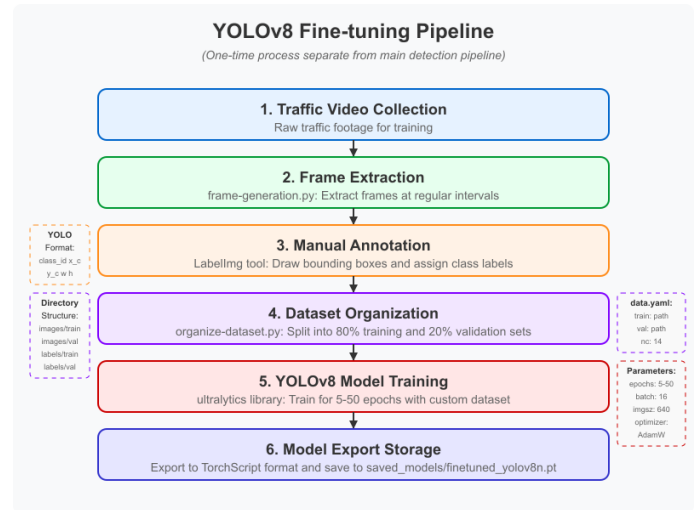 YOLOv8 Fine-tuning Pipeline
(One-time process separate from main detection pipeline)
1. Traffic Video Collection
Raw traffic footage for training
2. Frame Extraction
frame-generation.py: Extract frames at regular intervals
YOLO
Format:
class_id x_c
y_c w h
3. Manual Annotation
LabelImg tool: Draw bounding boxes and assign class labels
Directory
Structure:
images/train
images/val
labels/train
labels/val
4. Dataset Organization
organize-dataset.py: Split into 80% training and 20% validation sets
data.yaml:
train: path
val: path
nc: 14
5. YOLOv8 Model Training
ultralytics library: Train for 5-50 epochs with custom dataset
Parameters:
epochs: 5-50
batch: 16
imgsz: 640
optimizer:
AdamW
6. Model Export Storage
Export to TorchScript format and save to saved_models/finetuned_yolov8n.pt